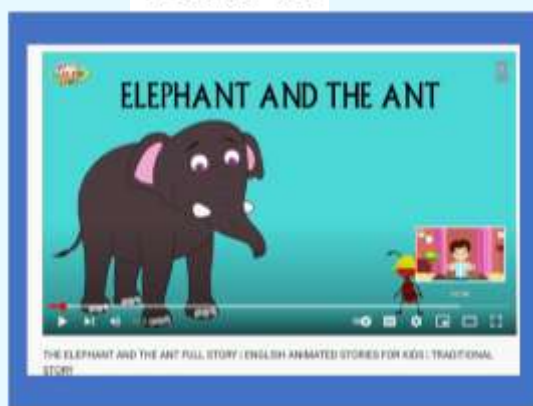 ELEPHANT AND THE ANT
THE ELEPHANT AND THE ANT FULL STORY | ENGLISH ANIMATED STORIES FOR KIDS | TRADITIONAL
STORY